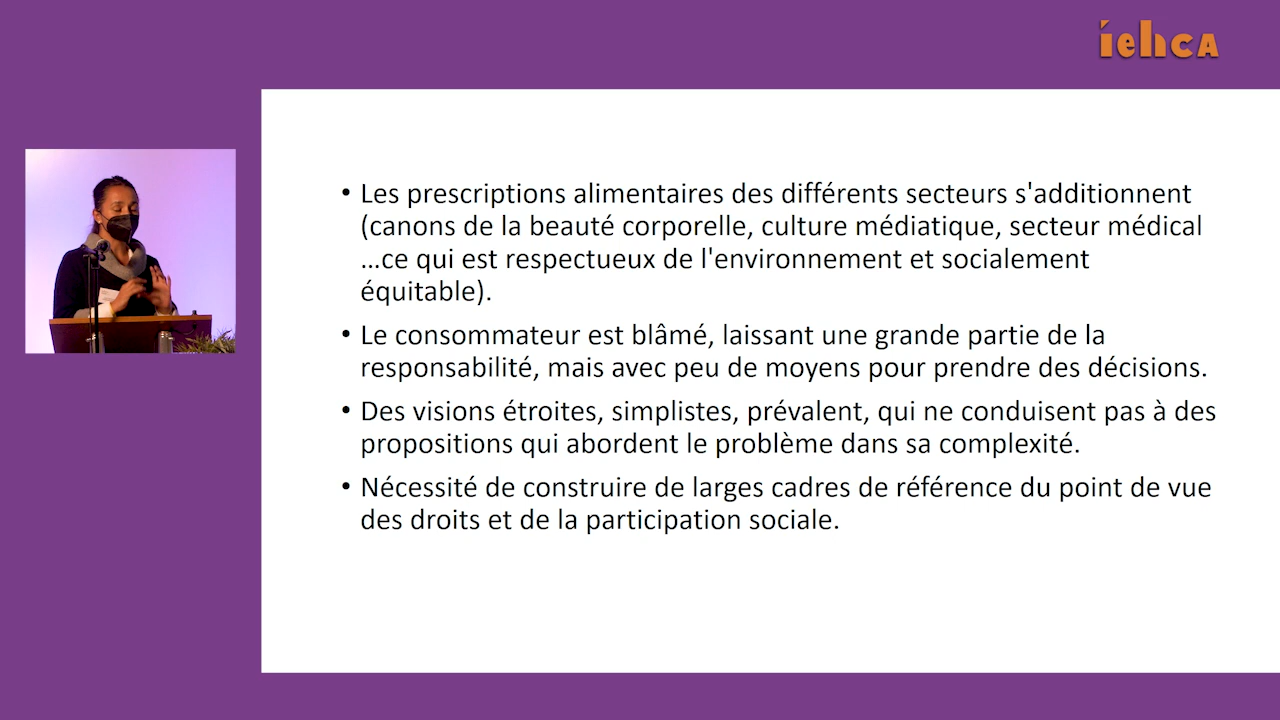 iehcA
• Les prescriptions alimentaires des différents secteurs s'additionnent
(canons de la beauté corporelle, culture médiatique, secteur médical
...ce qui est respectueux de l'environnement et socialement
équitable).
• Le consommateur est blâmé, laissant une grande partie de la
responsabilité, mais avec peu de moyens pour prendre des décisions.
• Des visions étroites, simplistes, prévalent, qui ne conduisent pas à des
propositions qui abordent le problème dans sa complexité.
• Nécessité de construire de larges cadres de référence du point de vue
des droits et de la participation sociale.